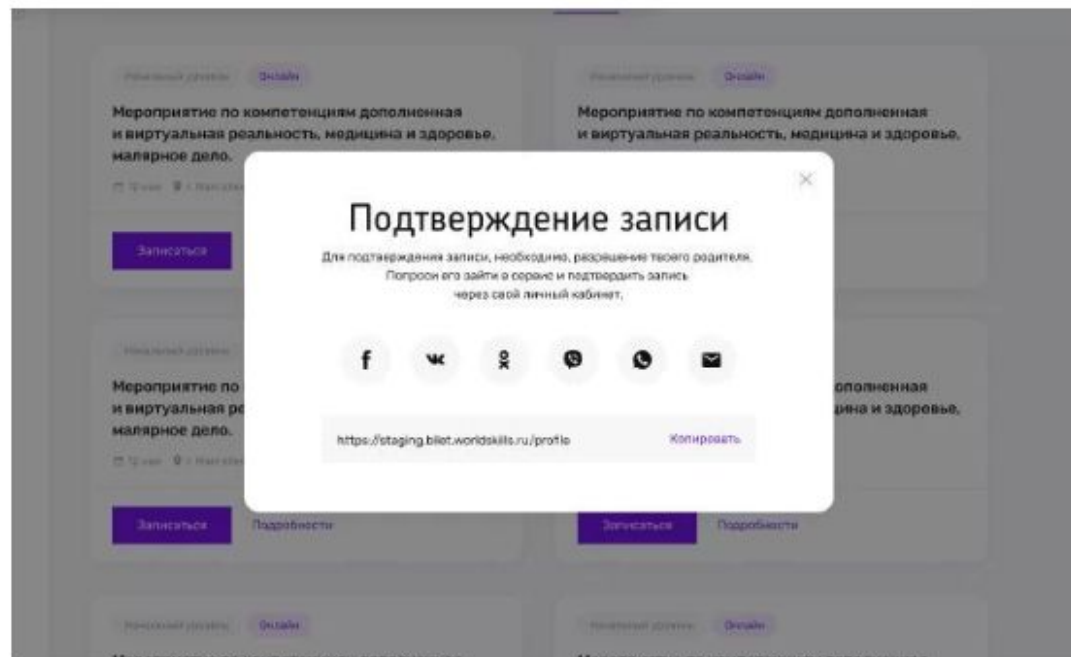 Онлайн
Онлайн
Мероприятие по компетенциям дополненная
и виртуальная реальность, медицина и здоровье,
малярное дело.
Мероприятие по компетенциям дополненная
и виртуальная реальность, медицина и здоровье,
Записаться
Подтверждение записи
Для подтверждения записи, необходимо, разрешение твоего родителя.
Попроси его зайти в сервис и подтвердить запись
через свой личный кабинет.
https://staging.bilet.worldskills.ru/profile
Копировать
Мероприятие по
и виртуальная ре
малярное дело.
ополненная
цина и здоровье,
Записаться
Подробности
Записаться
Подробности
Онлайн
Онлайн